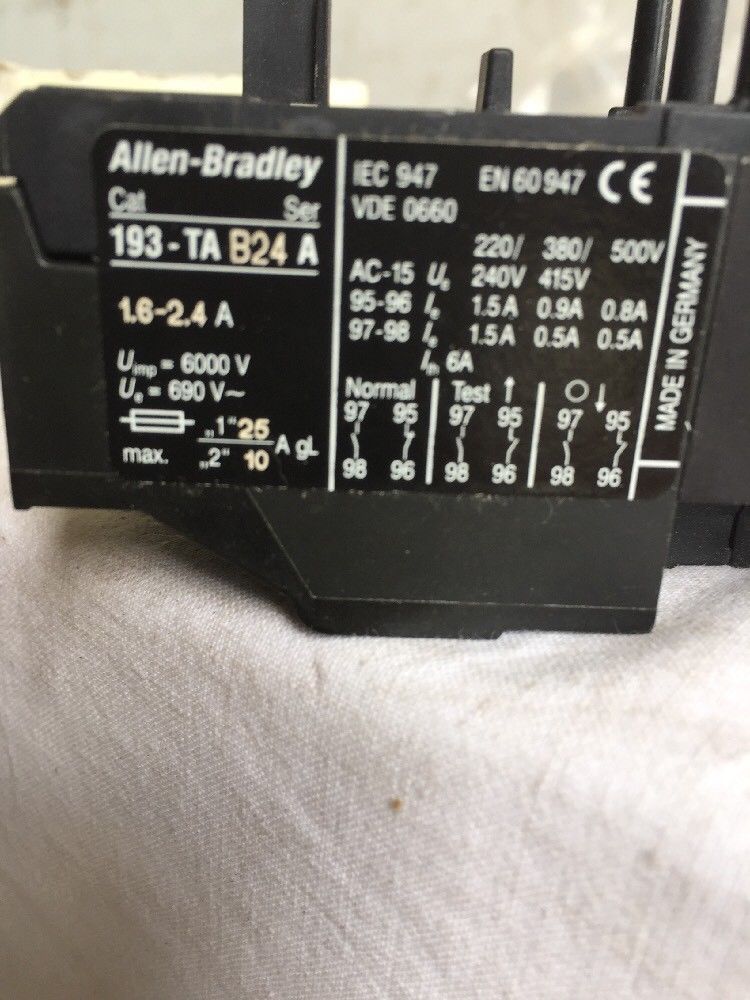 Allen-Bradley
Cat Ser
193-TA B24 A
1.6-2.4 A
Uimp = 6000 V
Ue = 690 V~
max. „1“ 25 A gL
„2“ 10
IEC 947 EN 60947 CE
VDE 0660
220/ 380/ 500V
AC-15 Ue 240V 415V
95-96 Ie 1.5A 0.9A 0.8A
97-98 Ie 1.5A 0.5A 0.5A
Ith 6A
Normal Test ↑ O ↓
97 95 97 95 97 95
98 96 98 96 98 96
MADE IN GERMANY